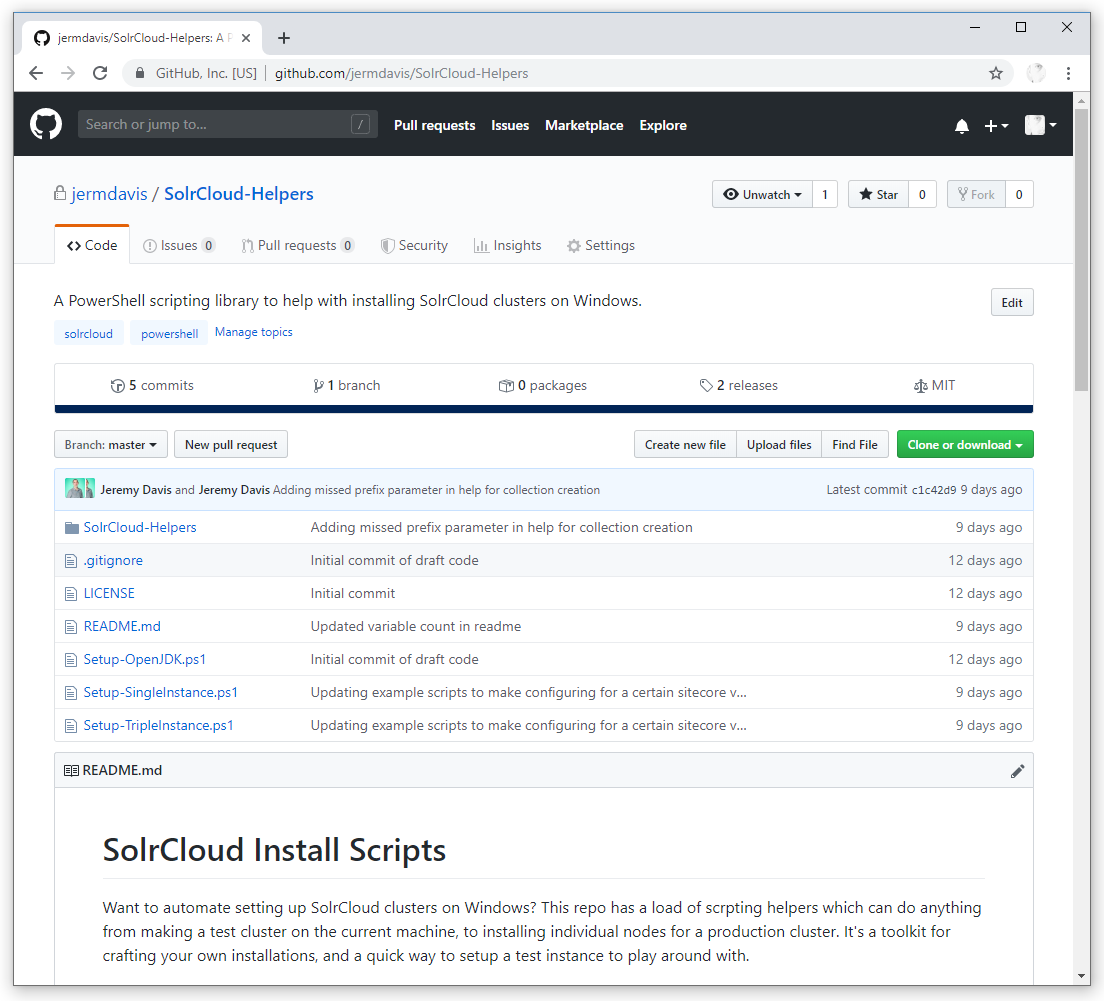 jermdavis/SolrCloud-Helpers: A P
GitHub, Inc. [US] | github.com/jermdavis/SolrCloud-Helpers
Search or jump to... / Pull requests Issues Marketplace Explore
jermdavis / SolrCloud-Helpers Unwatch 1 Star 0 Fork 0
Code Issues 0 Pull requests 0 Security Insights Settings
A PowerShell scripting library to help with installing SolrCloud clusters on Windows. Edit
solrcloud powershell Manage topics
5 commits 1 branch 0 packages 2 releases MIT
Branch: master New pull request Create new file Upload files Find File Clone or download
Jeremy Davis and Jeremy Davis Adding missed prefix parameter in help for collection creation Latest commit c1c42d9 9 days ago
SolrCloud-Helpers Adding missed prefix parameter in help for collection creation 9 days ago
.gitignore Initial commit of draft code 12 days ago
LICENSE Initial commit 12 days ago
README.md Updated variable count in readme 9 days ago
Setup-OpenJDK.ps1 Initial commit of draft code 12 days ago
Setup-SingleInstance.ps1 Updating example scripts to make configuring for a certain sitecore v... 9 days ago
Setup-TripleInstance.ps1 Updating example scripts to make configuring for a certain sitecore v... 9 days ago
README.md
SolrCloud Install Scripts
Want to automate setting up SolrCloud clusters on Windows? This repo has a load of scrpting helpers which can do anything
from making a test cluster on the current machine, to installing individual nodes for a production cluster. It's a toolkit for
crafting your own installations, and a quick way to setup a test instance to play around with.